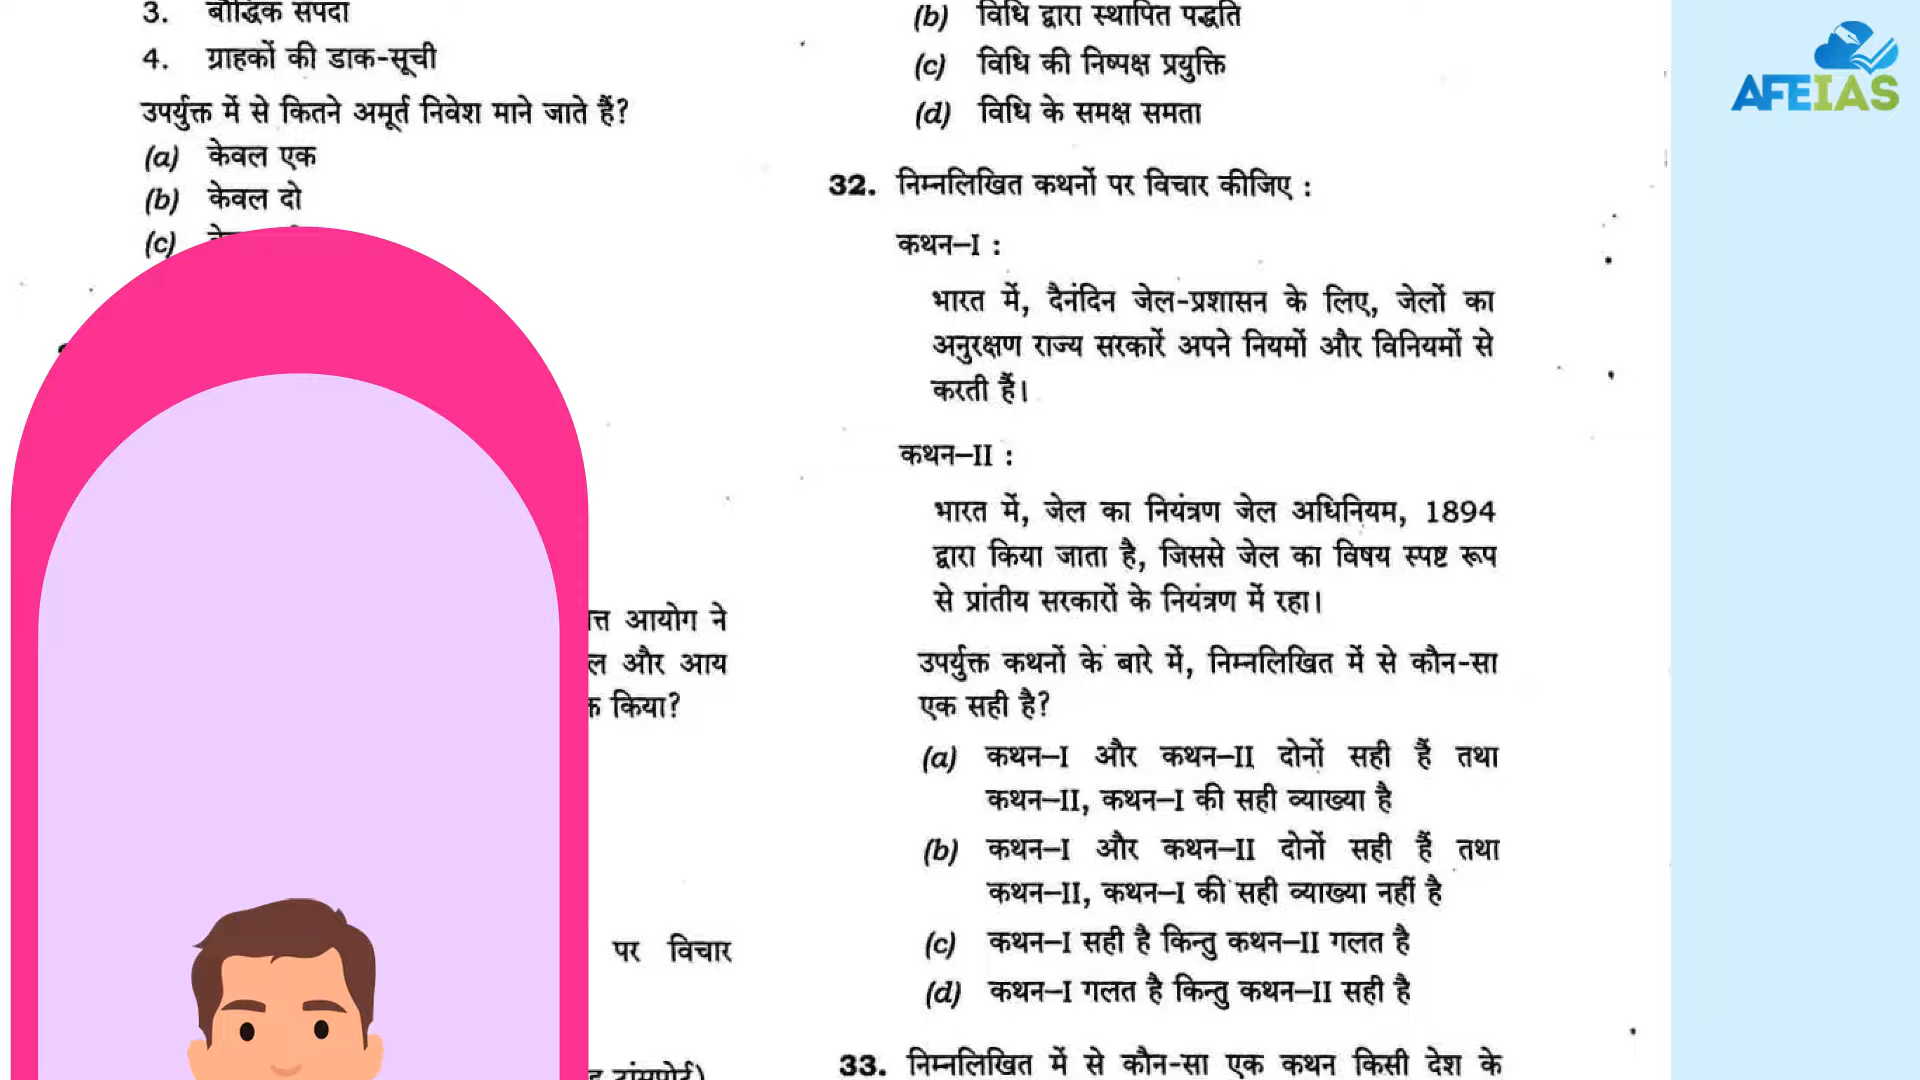 3. बौद्धिक संपदा
4. ग्राहकों की डाक-सूची
उपर्युक्त में से कितने अमूर्त निवेश माने जाते हैं?
(a) केवल एक
(b) केवल दो
(c)
आयोग ने
और आय
किया?
पर विचार
(b) विधि द्वारा स्थापित पद्धति
(c) विधि की निष्पक्ष प्रयुक्ति
(d) विधि के समक्ष समता
32. निम्नलिखित कथनों पर विचार कीजिए :
कथन–I :
भारत में, दैनंदिन जेल-प्रशासन के लिए, जेलों का
अनुरक्षण राज्य सरकारें अपने नियमों और विनियमों से
करती हैं।
कथन–II :
भारत में, जेल का नियंत्रण जेल अधिनियम, 1894
द्वारा किया जाता है, जिससे जेल का विषय स्पष्ट रूप
से प्रांतीय सरकारों के नियंत्रण में रहा।
उपर्युक्त कथनों के बारे में, निम्नलिखित में से कौन-सा
एक सही है?
(a) कथन–I और कथन–II दोनों सही हैं तथा
कथन–II, कथन–I की सही व्याख्या है
(b) कथन–I और कथन–II दोनों सही हैं तथा
कथन–II, कथन–I की सही व्याख्या नहीं है
(c) कथन–I सही है किन्तु कथन–II गलत है
(d) कथन–I गलत है किन्तु कथन–II सही है
33. निम्नलिखित में से कौन-सा एक कथन किसी देश के
AFEIAS